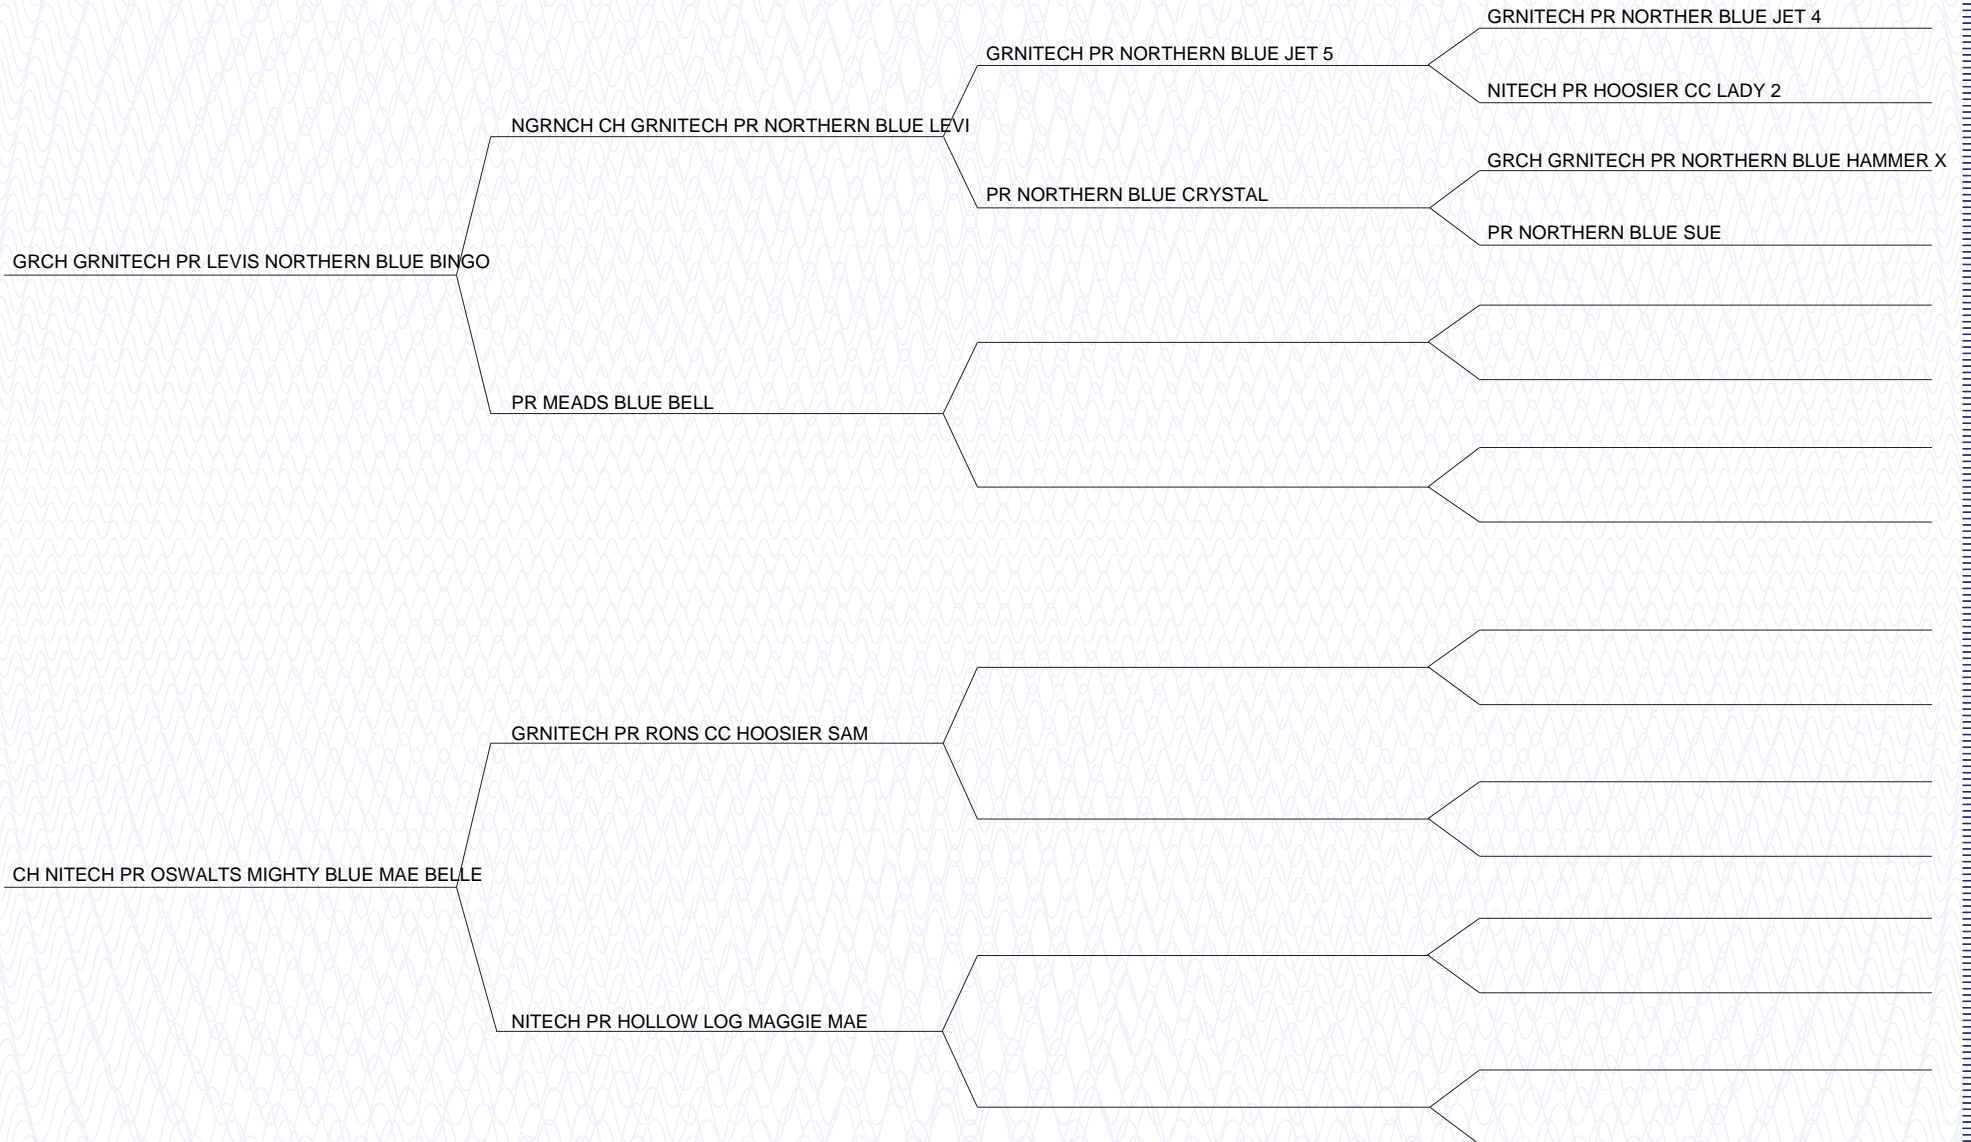 GRNITECH PR NORTHER BLUE JET 4
GRNITECH PR NORTHERN BLUE JET 5
NITECH PR HOOSIER CC LADY 2
NGRNCH CH GRNITECH PR NORTHERN BLUE LEVI
GRCH GRNITECH PR NORTHERN BLUE HAMMER X
PR NORTHERN BLUE CRYSTAL
PR NORTHERN BLUE SUE
GRCH GRNITECH PR LEVIS NORTHERN BLUE BINGO
PR MEADS BLUE BELL
GRNITECH PR RONS CC HOOSIER SAM
CH NITECH PR OSWALTS MIGHTY BLUE MAE BELLE
NITECH PR HOLLOW LOG MAGGIE MAE